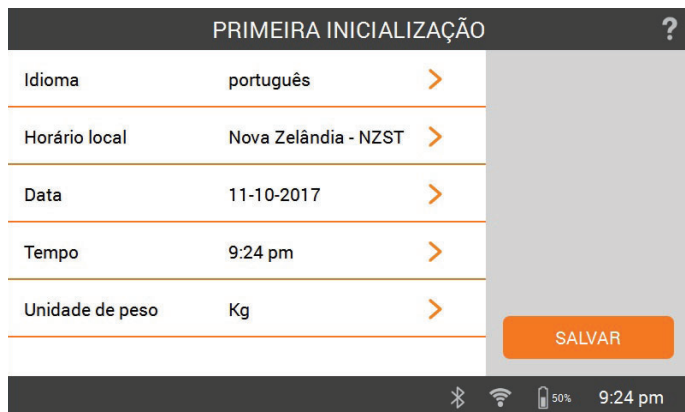 PRIMEIRA INICIALIZAÇÃO ?
Idioma português
Horário local Nova Zelândia - NZST
Data 11-10-2017
Tempo 9:24 pm
Unidade de peso Kg
SALVAR
50% 9:24 pm